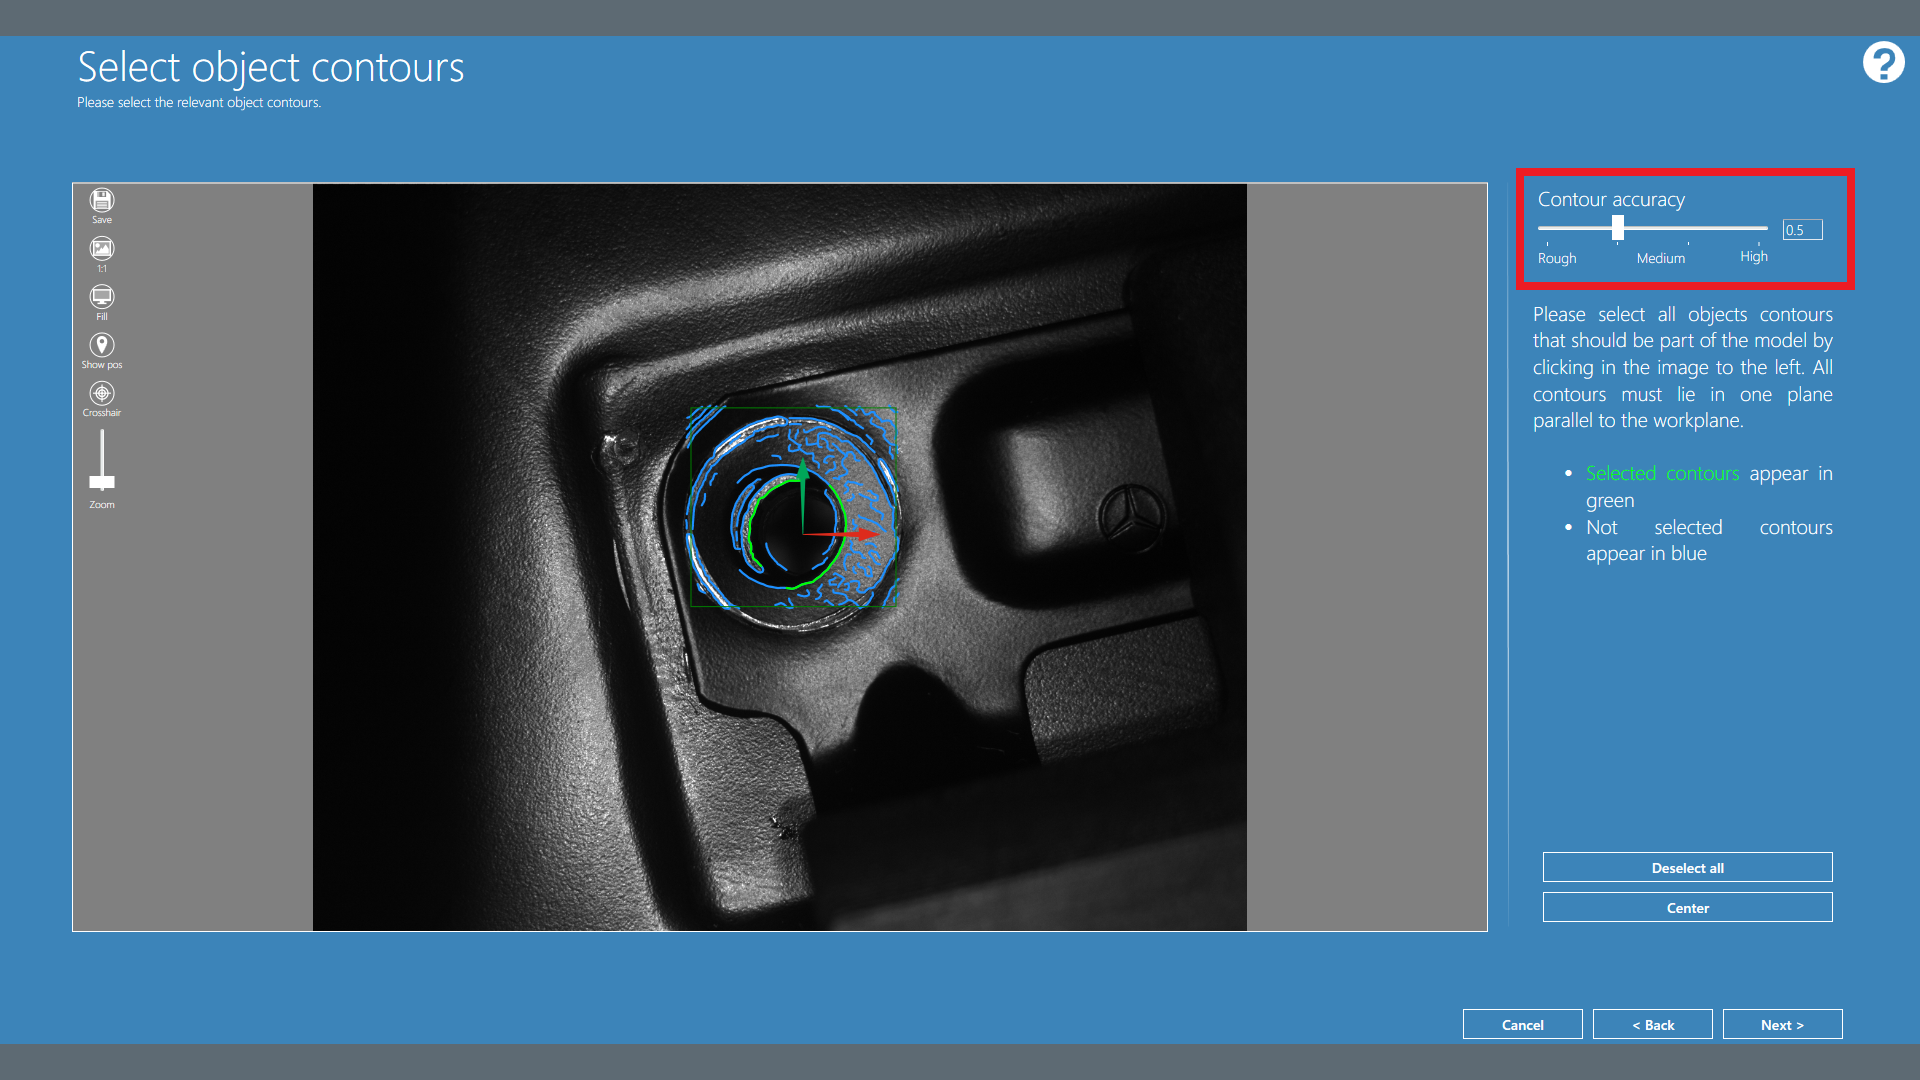 Select object contours
Please select the relevant object contours.
Save
1:1
Fill
Show pos
Crosshair
Zoom
Contour accuracy
0.5
Rough Medium High
Please select all objects contours
that should be part of the model by
clicking in the image to the left. All
contours must lie in one plane
parallel to the workplane.
• Selected contours appear in
green
• Not selected contours
appear in blue
Deselect all
Center
Cancel
< Back
Next >